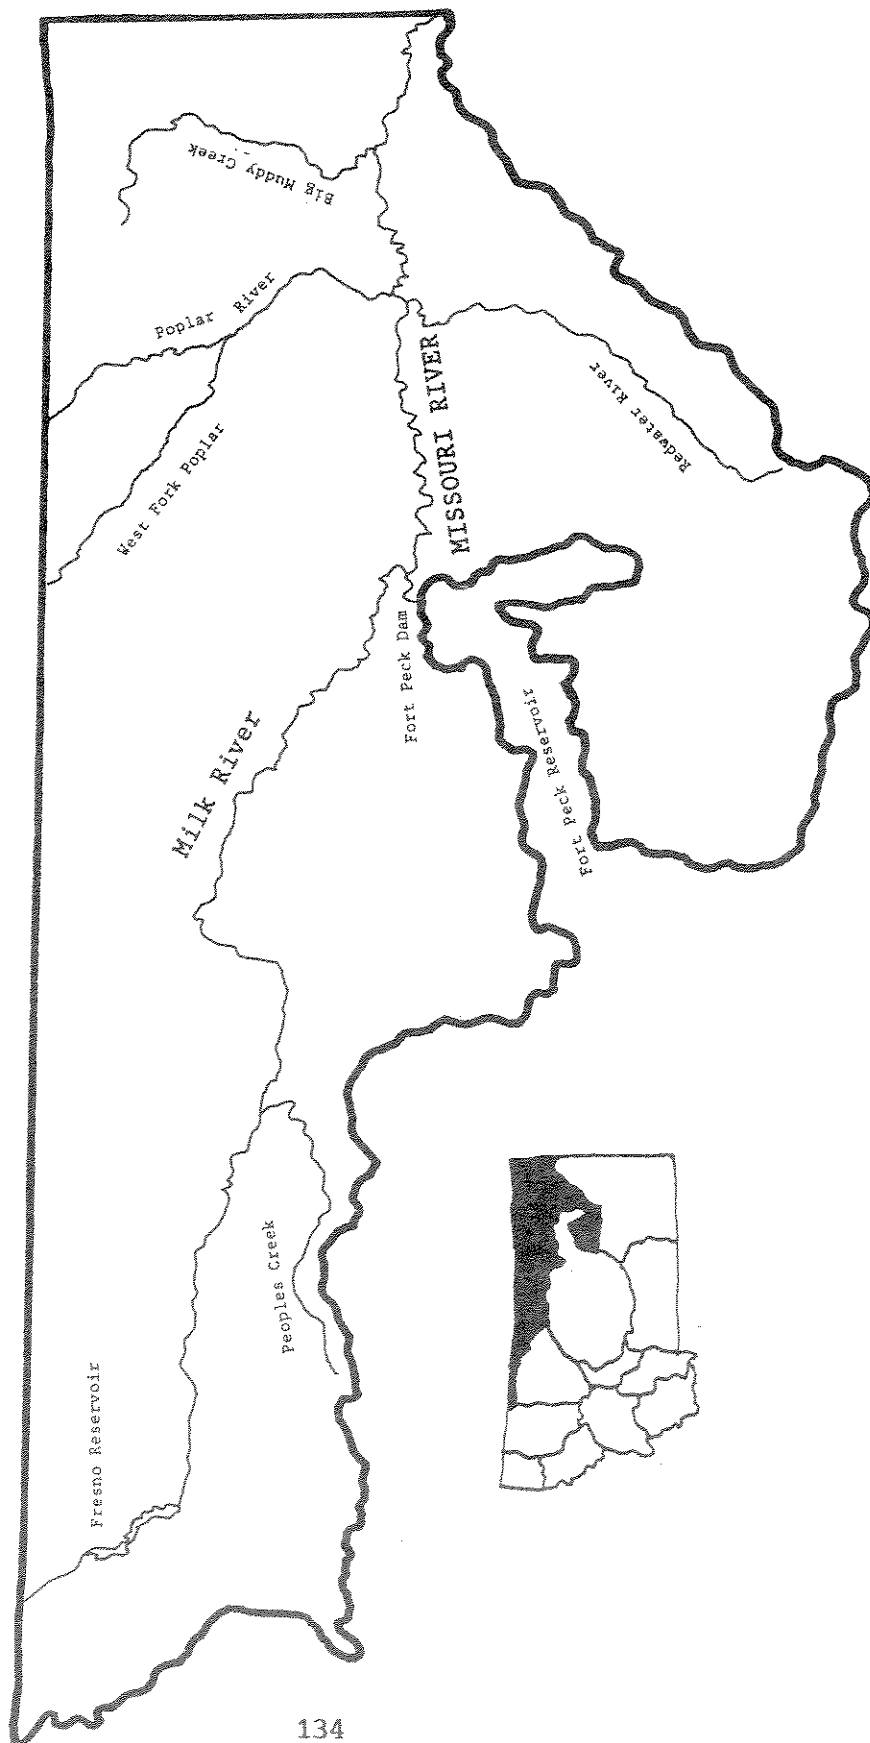 Big Muddy Creek
Poplar River
West Fork Poplar
MISSOURI RIVER
Redwater River
Fort Peck Dam
Fort Peck Reservoir
Milk River
Peoples Creek
Fresno Reservoir
134